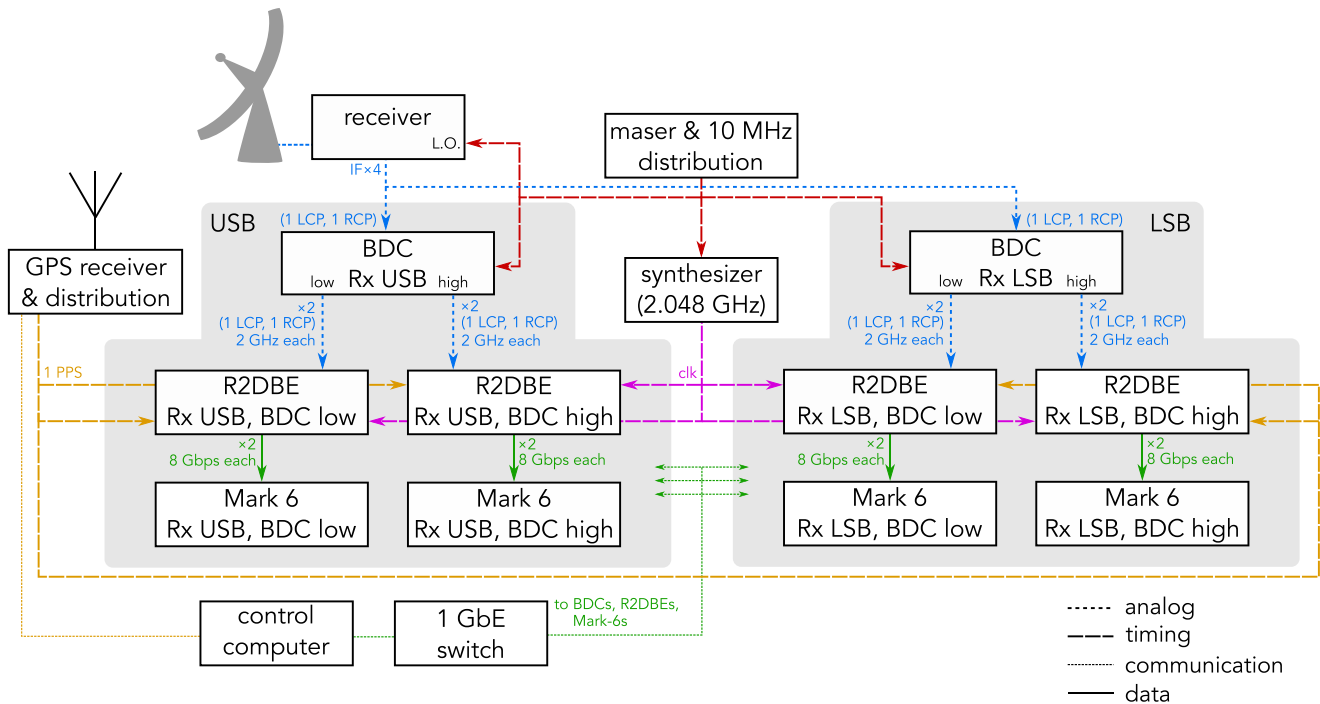 receiver
L.O.
maser & 10 MHz
distribution
IF×4
USB
(1 LCP, 1 RCP)
BDC
Rx USB
low
high
(1 LCP, 1 RCP)
LSB
BDC
Rx LSB
low
high
GPS receiver
& distribution
synthesizer
(2.048 GHz)
×2
(1 LCP, 1 RCP)
2 GHz each
×2
(1 LCP, 1 RCP)
2 GHz each
×2
(1 LCP, 1 RCP)
2 GHz each
×2
(1 LCP, 1 RCP)
2 GHz each
1 PPS
clk
R2DBE
Rx USB, BDC low
R2DBE
Rx USB, BDC high
R2DBE
Rx LSB, BDC low
R2DBE
Rx LSB, BDC high
×2
8 Gbps each
×2
8 Gbps each
×2
8 Gbps each
×2
8 Gbps each
Mark 6
Rx USB, BDC low
Mark 6
Rx USB, BDC high
Mark 6
Rx LSB, BDC low
Mark 6
Rx LSB, BDC high
control
computer
1 GbE
switch
to BDCs, R2DBEs,
Mark-6s
analog
timing
communication
data